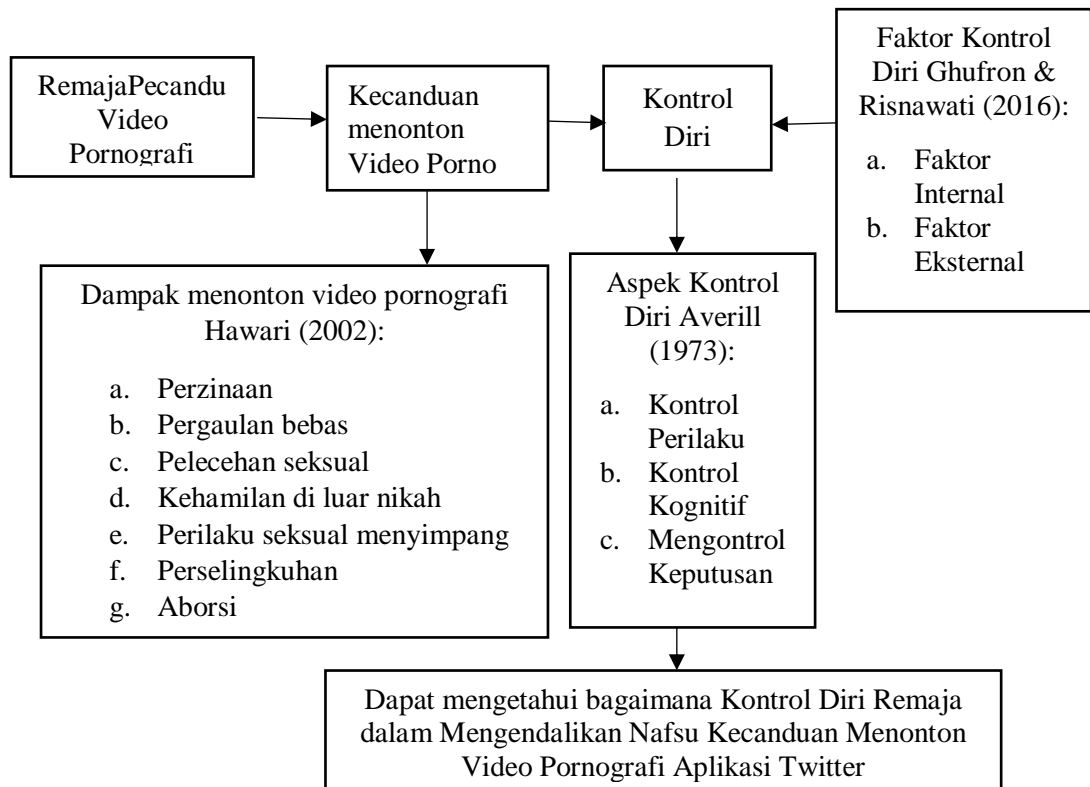 RemajaPecandu
Video
Pornografi
Kecanduan
menonton
Video Porno
Kontrol
Diri
Faktor Kontrol
Diri Ghufron &
Risnawati (2016):
a. Faktor
Internal
b. Faktor
Eksternal
Dampak menonton video pornografi
Hawari (2002):
a. Perzinaan
b. Pergaulan bebas
c. Pelecehan seksual
d. Kehamilan di luar nikah
e. Perilaku seksual menyimpang
f. Perselingkuhan
g. Aborsi
Aspek Kontrol
Diri Averill
(1973):
a. Kontrol
Perilaku
b. Kontrol
Kognitif
c. Mengontrol
Keputusan
Dapat mengetahui bagaimana Kontrol Diri Remaja
dalam Mengendalikan Nafsu Kecanduan Menonton
Video Pornografi Aplikasi Twitter